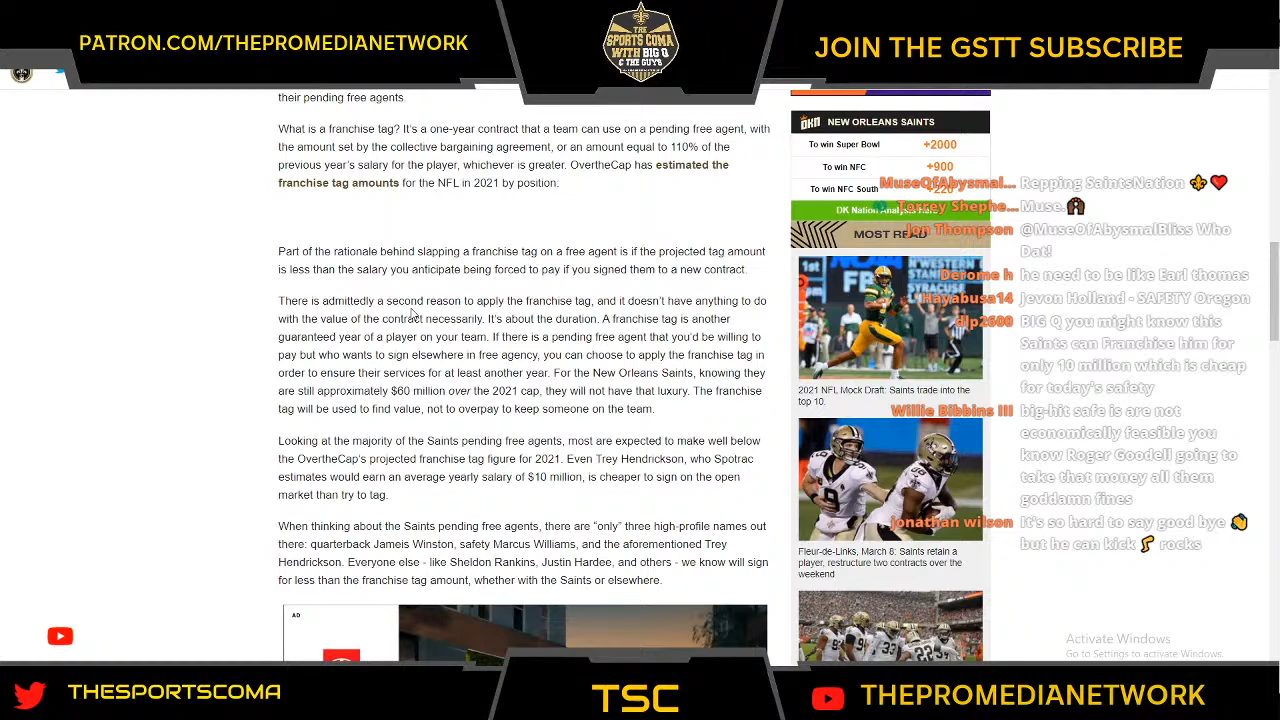 PATRON.COM/THEPROMEDIANETWORK
THE
SPORTS COMA
WITH BIG Q
& THE GUYS
JOIN THE GSTT SUBSCRIBE
their pending free agents.
What is a franchise tag? It's a one-year contract that a team can use on a pending free agent, with
the amount set by the collective bargaining agreement, or an amount equal to 110% of the
previous year's salary for the player, whichever is greater. OvertheCap has estimated the
franchise tag amounts for the NFL in 2021 by position:
Part of the rationale behind slapping a franchise tag on a free agent is if the projected tag amount
is less than the salary you anticipate being forced to pay if you signed them to a new contract.
There is admittedly a second reason to apply the franchise tag, and it doesn't have anything to do
with the value of the contract necessarily. It's about the duration. A franchise tag is another
guaranteed year of a player on your team. If there is a pending free agent that you'd be willing to
pay but who wants to sign elsewhere in free agency, you can choose to apply the franchise tag in
order to ensure their services for at least another year. For the New Orleans Saints, knowing they
are still approximately $60 million over the 2021 cap, they will not have that luxury. The franchise
tag will be used to find value, not to overpay to keep someone on the team.
Looking at the majority of the Saints pending free agents, most are expected to make well below
the OvertheCap's projected franchise tag figure for 2021. Even Trey Hendrickson, who Spotrac
estimates would earn an average yearly salary of $10 million, is cheaper to sign on the open
market than try to tag.
When thinking about the Saints pending free agents, there are “only” three high-profile names out
there: quarterback Jameis Winston, safety Marcus Williams, and the aforementioned Trey
Hendrickson. Everyone else - like Sheldon Rankins, Justin Hardee, and others - we know will sign
for less than the franchise tag amount, whether with the Saints or elsewhere.
AD
DKN NEW ORLEANS SAINTS
To win Super Bowl +2000
To win NFC +900
To win NFC South +220
DK Nation Analysis Here
MOST READ
2021 NFL Mock Draft: Saints trade into the
top 10.
Fleur-de-Links, March 8: Saints retain a
player, restructure two contracts over the
weekend
MuseOfAbysmal... Repping SaintsNation ⚜️❤️
Torrey Shephe... Muse.
Jon Thompson @MuseOfAbysmalBliss Who
Dat!
Derome h he need to be like Earl thomas
Hayabusa14 Jevon Holland - SAFETY Oregon
dlp2600 BIG Q you might know this
Saints can Franchise him for
only 10 million which is cheap
for today's safety
Willie Bibbins III big-hit safe is are not
economically feasible you
know Roger Goodell going to
take that money all them
goddamn fines
jonathan wilson It's so hard to say good bye 👋
but he can kick 🦵 rocks
Activate Windows
Go to Settings to activate Windows.
THESPORTSCOMA
TSC
THEPROMEDIANETWORK